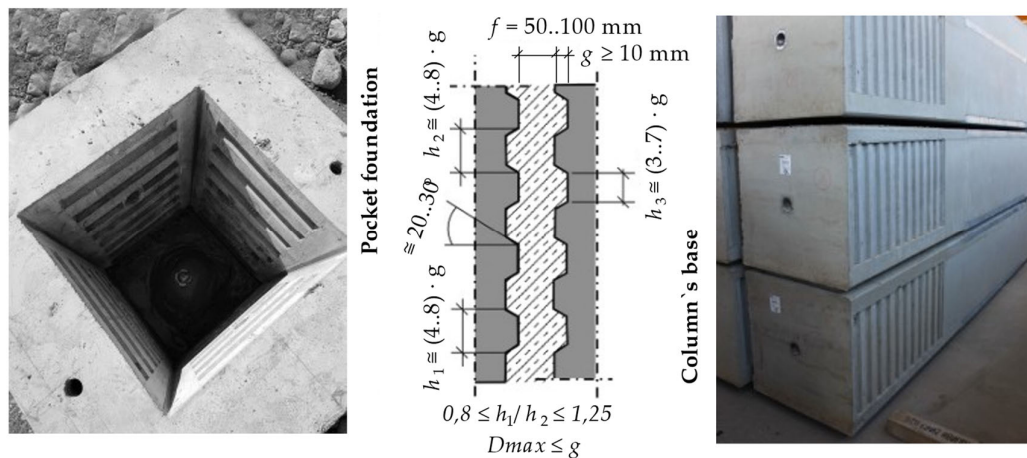 Pocket foundation
f = 50..100 mm
g ≥ 10 mm
h₂ ≅ (4..8) · g
≅ 20..30°
h₁ ≅ (4..8) · g
h₃ ≅ (3..7) · g
0,8 ≤ h₁/ h₂ ≤ 1,25
Dmax ≤ g
Column`s base